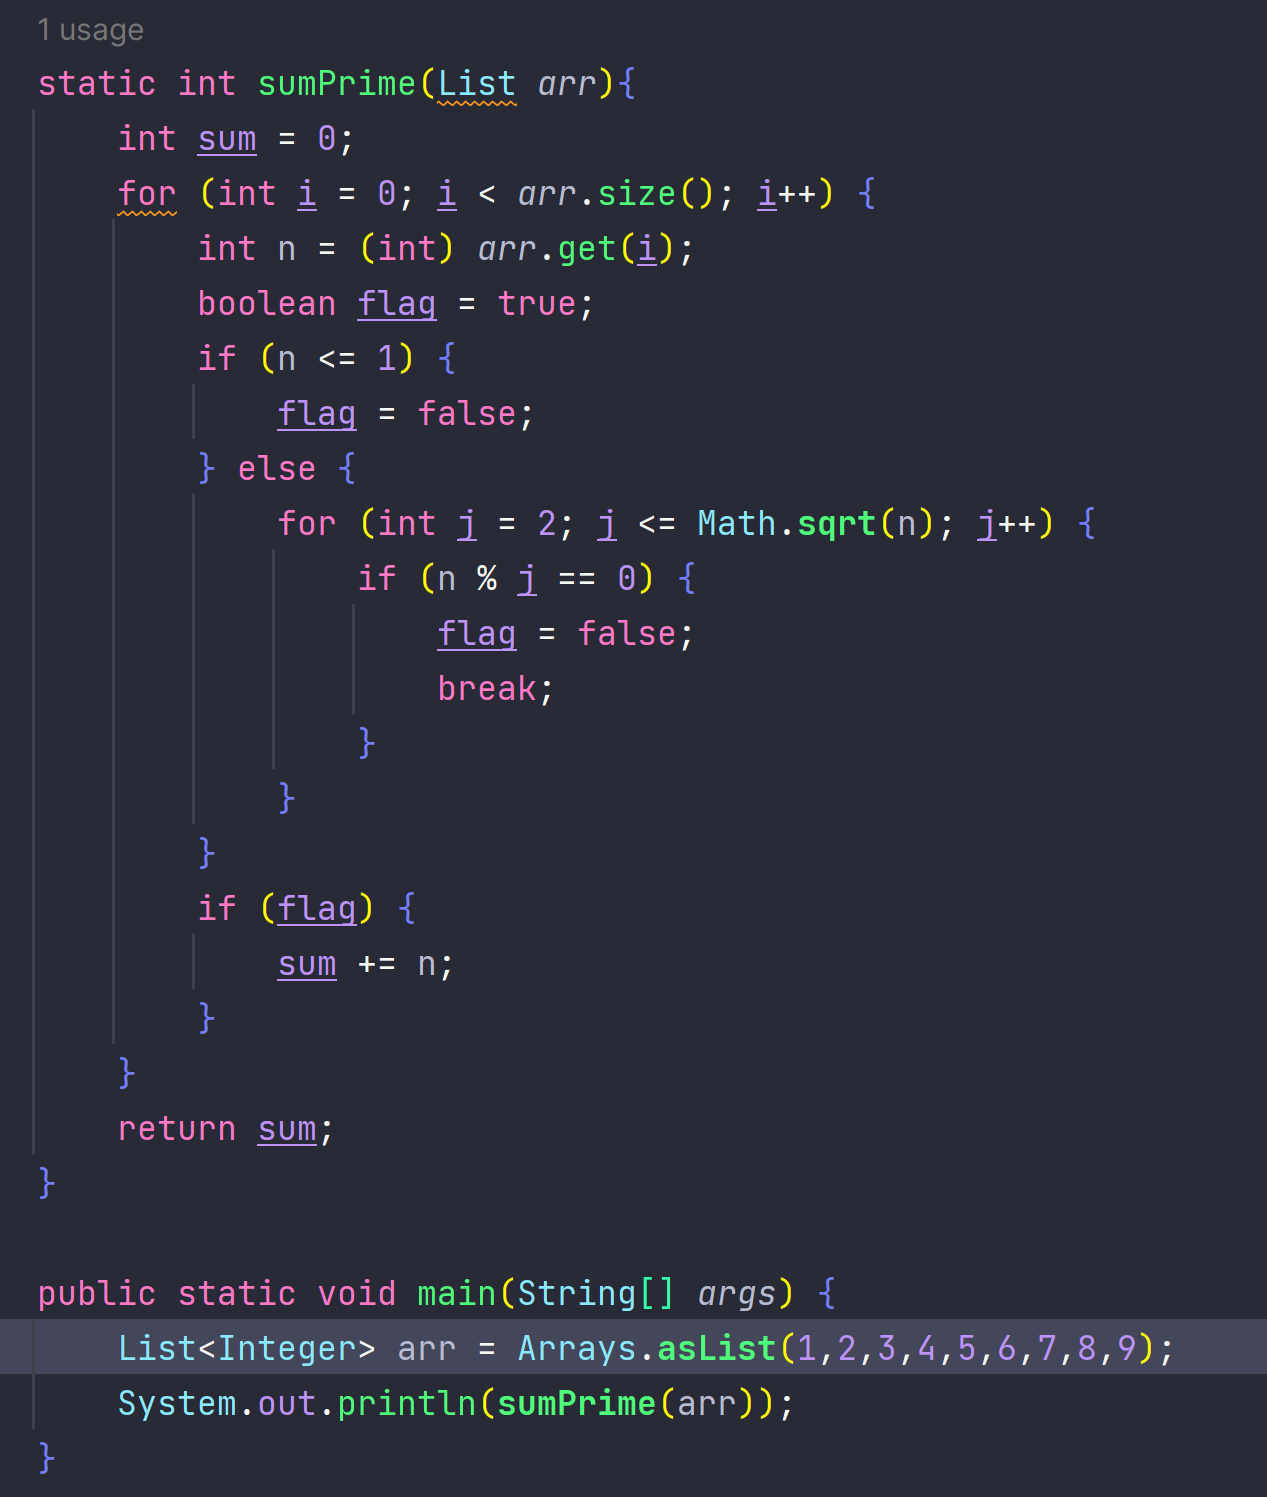 1 usage
static int sumPrime(List arr){
    int sum = 0;
    for (int i = 0; i < arr.size(); i++) {
        int n = (int) arr.get(i);
        boolean flag = true;
        if (n <= 1) {
            flag = false;
        } else {
            for (int j = 2; j <= Math.sqrt(n); j++) {
                if (n % j == 0) {
                    flag = false;
                    break;
                }
            }
        }
        if (flag) {
            sum += n;
        }
    }
    return sum;
}

public static void main(String[] args) {
    List<Integer> arr = Arrays.asList(1,2,3,4,5,6,7,8,9);
    System.out.println(sumPrime(arr));
}